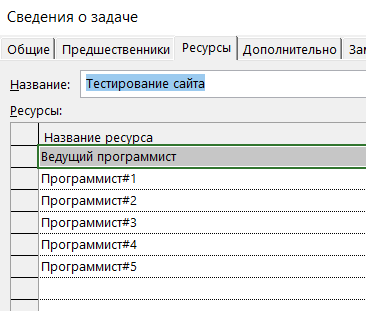 Сведения о задаче
Общие Предшественники Ресурсы Дополнительно
Название: Тестирование сайта
Ресурсы:
Название ресурса
Ведущий программист
Программист#1
Программист#2
Программист#3
Программист#4
Программист#5